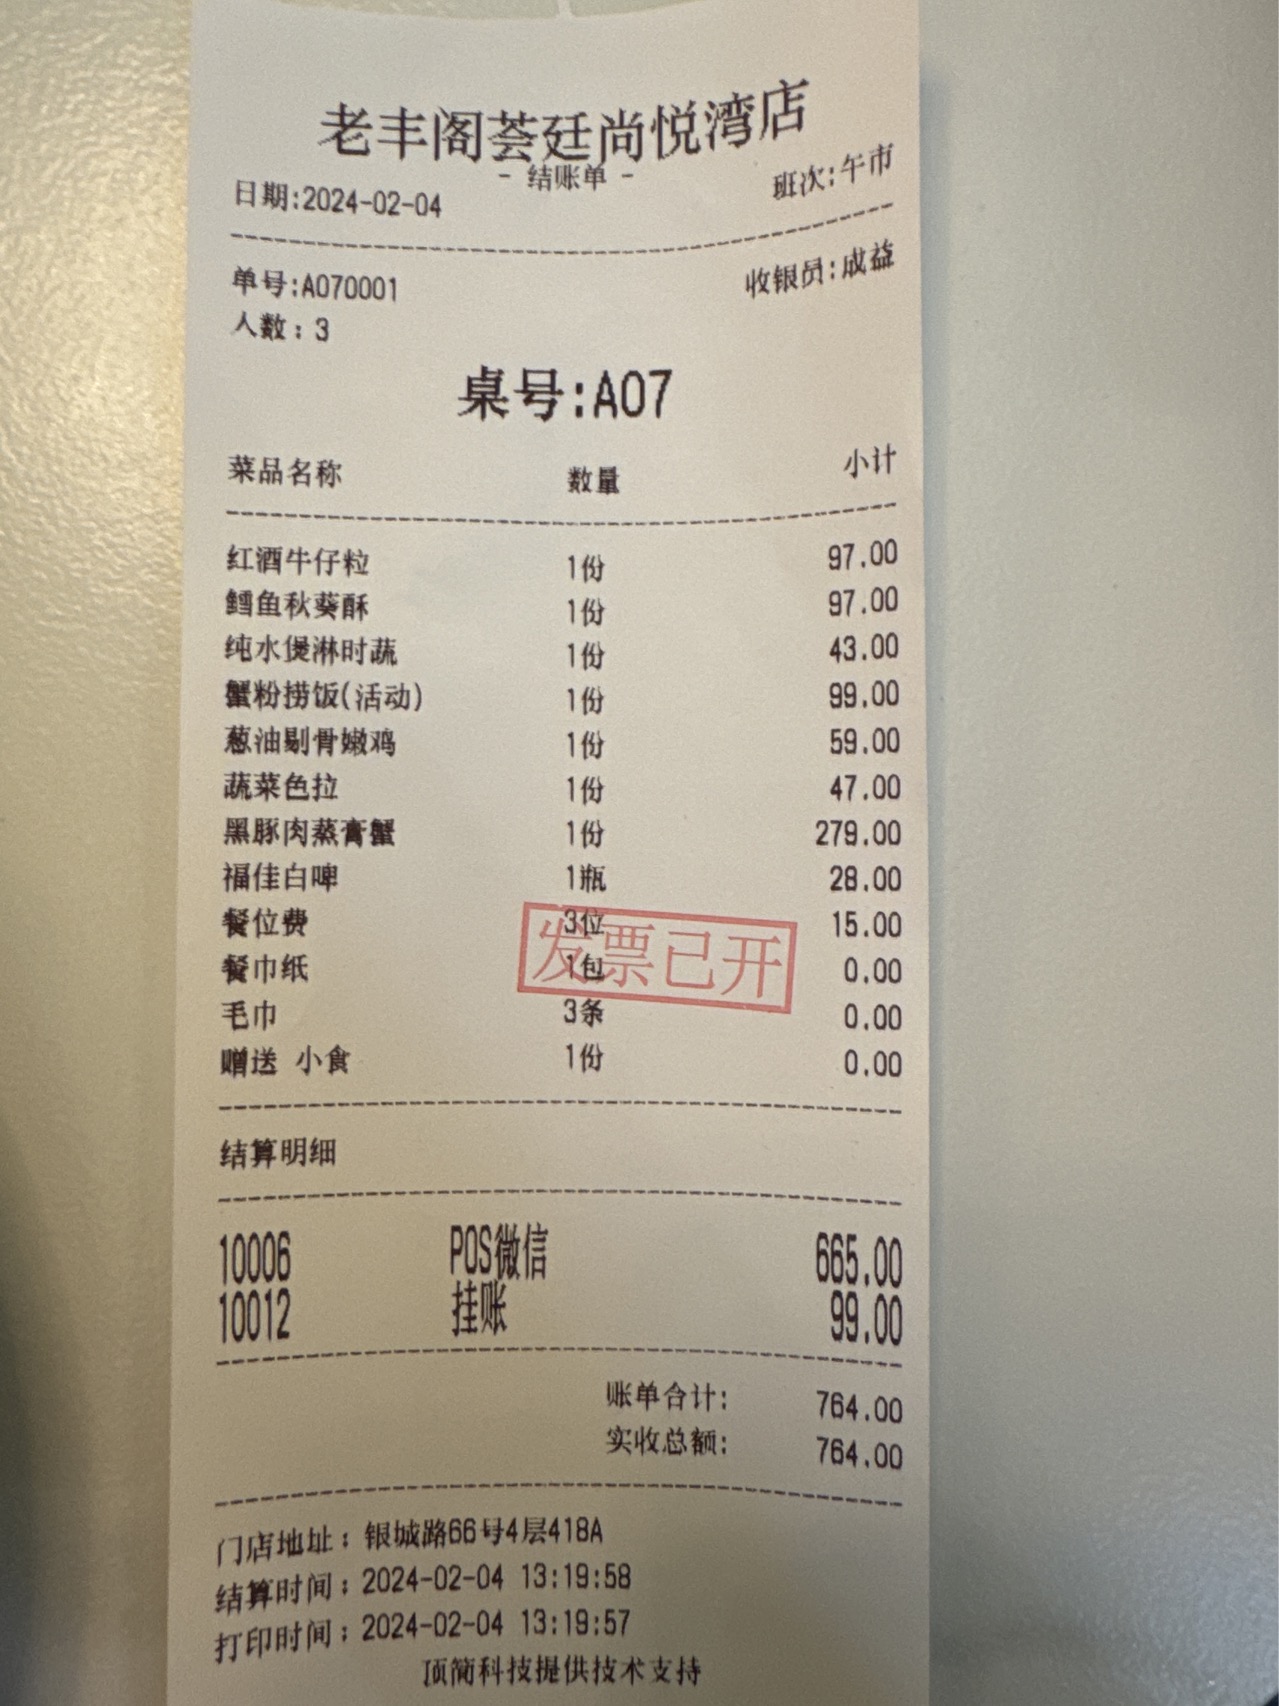 老丰阁荟廷尚悦湾店
- 结账单 -
日期:2024-02-04 班次:午市
单号:A070001 收银员:成益
人数:3
桌号:A07
菜品名称 数量 小计
红酒牛仔粒 1份 97.00
鳕鱼秋葵酥 1份 97.00
纯水煲淋时蔬 1份 43.00
蟹粉捞饭(活动) 1份 99.00
葱油剔骨嫩鸡 1份 59.00
蔬菜色拉 1份 47.00
黑豚肉蒸膏蟹 1份 279.00
福佳白啤 1瓶 28.00
餐位费 3位 15.00
餐巾纸 1包 0.00
发票已开
毛巾 3条 0.00
赠送 小食 1份 0.00
结算明细
10006 POS微信 665.00
10012 挂账 99.00
账单合计: 764.00
实收总额: 764.00
门店地址:银城路66号4层418A
结算时间:2024-02-04 13:19:58
打印时间:2024-02-04 13:19:57
顶简科技提供技术支持